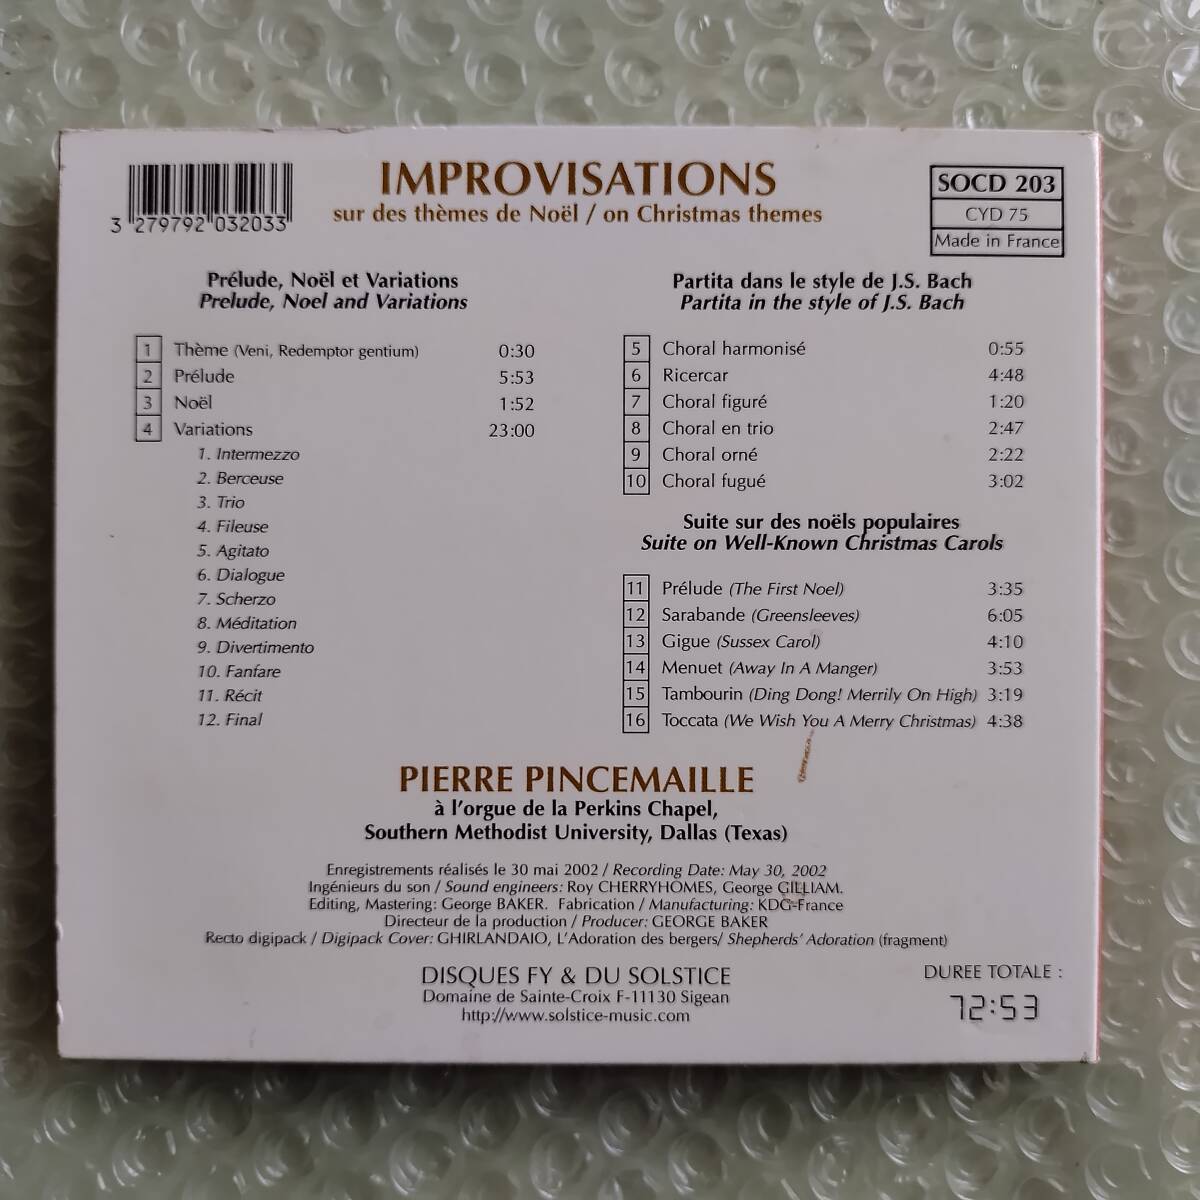 3 279792 032033
IMPROVISATIONS
sur des thèmes de Noël / on Christmas themes
SOCD 203
CYD 75
Made in France
Prélude, Noël et Variations
Prelude, Noel and Variations
1 Thème (Veni, Redemptor gentium) 0:30
2 Prélude 5:53
3 Noël 1:52
4 Variations 23:00
1. Intermezzo
2. Berceuse
3. Trio
4. Fileuse
5. Agitato
6. Dialogue
7. Scherzo
8. Méditation
9. Divertimento
10. Fanfare
11. Récit
12. Final
Partita dans le style de J.S. Bach
Partita in the style of J.S. Bach
5 Choral harmonisé 0:55
6 Ricercar 4:48
7 Choral figuré 1:20
8 Choral en trio 2:47
9 Choral orné 2:22
10 Choral fugué 3:02
Suite sur des noëls populaires
Suite on Well-Known Christmas Carols
11 Prélude (The First Noel) 3:35
12 Sarabande (Greensleeves) 6:05
13 Gigue (Sussex Carol) 4:10
14 Menuet (Away In A Manger) 3:53
15 Tambourin (Ding Dong! Merrily On High) 3:19
16 Toccata (We Wish You A Merry Christmas) 4:38
PIERRE PINCEMAILLE
à l'orgue de la Perkins Chapel,
Southern Methodist University, Dallas (Texas)
Enregistrements réalisés le 30 mai 2002 / Recording Date: May 30, 2002
Ingénieurs du son / Sound engineers: Roy CHERRYHOMES, George GILLIAM.
Editing, Mastering: George BAKER. Fabrication / Manufacturing: KDG-France
Directeur de la production / Producer: GEORGE BAKER
Recto digipack / Digipack Cover: GHIRLANDAIO, L'Adoration des bergers/ Shepherds' Adoration (fragment)
DISQUES FY & DU SOLSTICE
Domaine de Sainte-Croix F-11130 Sigean
http://www.solstice-music.com
DUREE TOTALE :
72:53